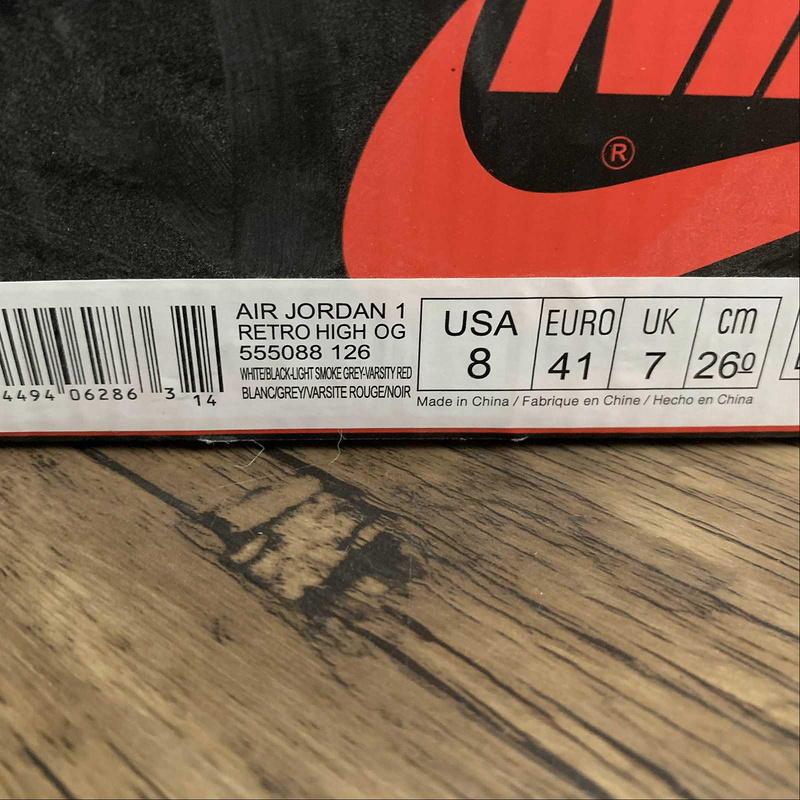 NIK
®
AIR JORDAN 1
RETRO HIGH OG
555088 126
WHITE/BLACK-LIGHT SMOKE GREY-VARSITY RED
BLANC/GREY/VARSITE ROUGE/NOIR
4494 06286 3 14
USA EURO UK cm
8 41 7 26º
Made in China / Fabrique en Chine / Hecho en China